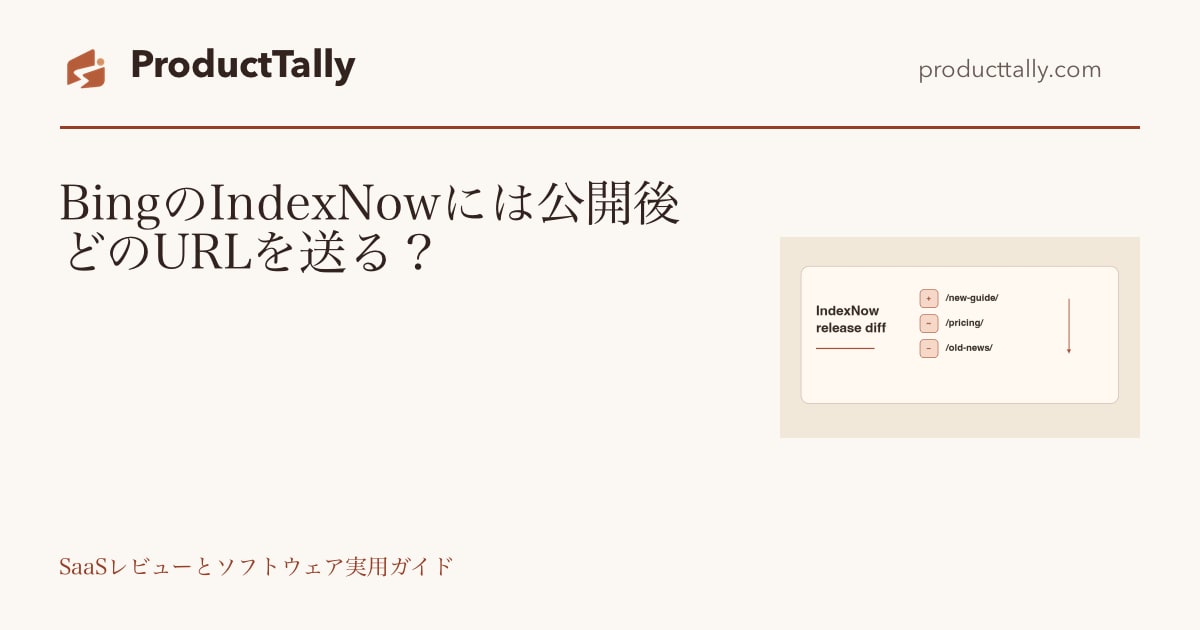 ProductTally
producttally.com
BingのIndexNowには公開後
どのURLを送る？
IndexNow
release diff
+ /new-guide/
~ /pricing/
− /old-news/
SaaSレビューとソフトウェア実用ガイド